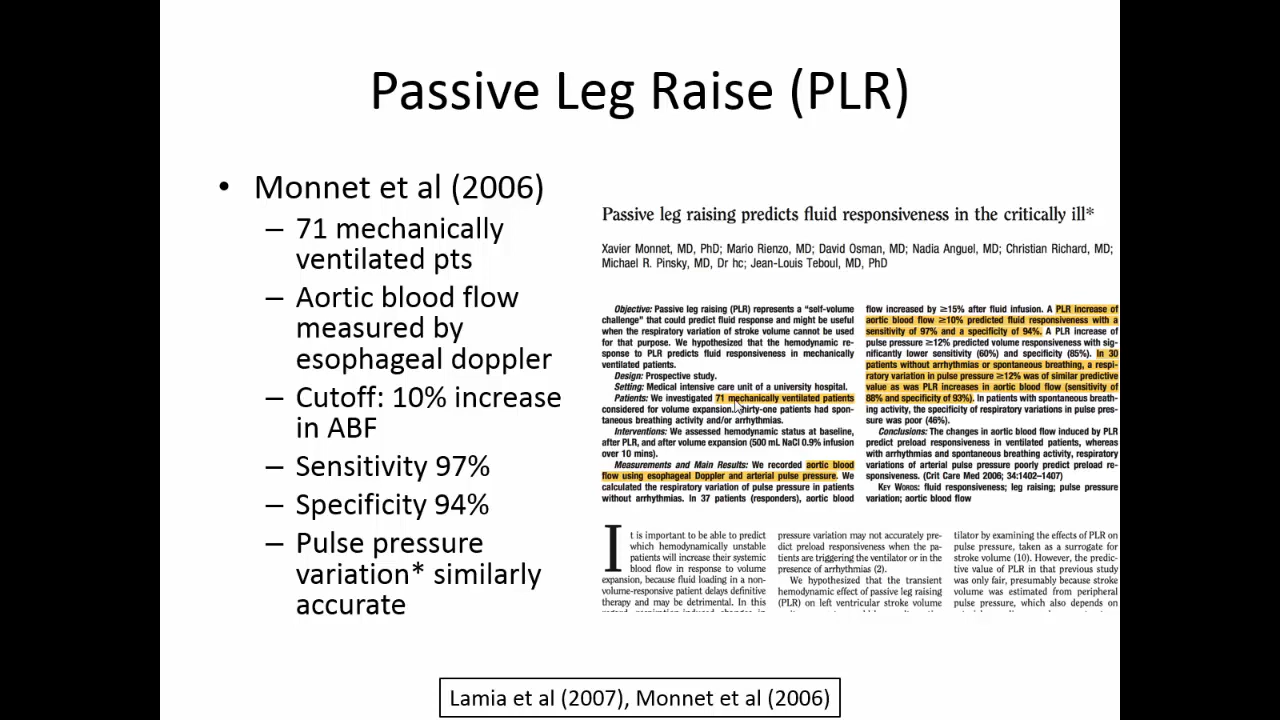 Passive Leg Raise (PLR)
• Monnet et al (2006)
– 71 mechanically
ventilated pts
– Aortic blood flow
measured by
esophageal doppler
– Cutoff: 10% increase
in ABF
– Sensitivity 97%
– Specificity 94%
– Pulse pressure
variation* similarly
accurate
Passive leg raising predicts fluid responsiveness in the critically ill*
Xavier Monnet, MD, PhD; Mario Rienzo, MD; David Osman, MD; Nadia Anguel, MD; Christian Richard, MD;
Michael R. Pinsky, MD, Dr hc; Jean-Louis Teboul, MD, PhD
Objective: Passive leg raising (PLR) represents a "self-volume
challenge" that could predict fluid response and might be useful
when the respiratory variation of stroke volume cannot be used
for that purpose. We hypothesized that the hemodynamic re-
sponse to PLR predicts fluid responsiveness in mechanically
ventilated patients.
Design: Prospective study.
Setting: Medical intensive care unit of a university hospital.
Patients: We investigated 71 mechanically ventilated patients
considered for volume expansion. Thirty-one patients had spon-
taneous breathing activity and/or arrhythmias.
Interventions: We assessed hemodynamic status at baseline,
after PLR, and after volume expansion (500 mL NaCl 0.9% infusion
over 10 mins).
Measurements and Main Results: We recorded aortic blood
flow using esophageal Doppler and arterial pulse pressure. We
calculated the respiratory variation of pulse pressure in patients
without arrhythmias. In 37 patients (responders), aortic blood
flow increased by ≥15% after fluid infusion. A PLR increase of
aortic blood flow ≥10% predicted fluid responsiveness with a
sensitivity of 97% and a specificity of 94%. A PLR increase of
pulse pressure ≥12% predicted volume responsiveness with sig-
nificantly lower sensitivity (60%) and specificity (85%). In 30
patients without arrhythmias or spontaneous breathing, a respi-
ratory variation in pulse pressure ≥12% was of similar predictive
value as was PLR increases in aortic blood flow (sensitivity of
88% and specificity of 93%). In patients with spontaneous breath-
ing activity, the specificity of respiratory variations in pulse pres-
sure was poor (46%).
Conclusions: The changes in aortic blood flow induced by PLR
predict preload responsiveness in ventilated patients, whereas
with arrhythmias and spontaneous breathing activity, respiratory
variations of arterial pulse pressure poorly predict preload re-
sponsiveness. (Crit Care Med 2006; 34:1402–1407)
KEY WORDS: fluid responsiveness; leg raising; pulse pressure
variation; aortic blood flow
It is important to be able to predict
which hemodynamically unstable
patients will increase their systemic
blood flow in response to volume
expansion, because fluid loading in a non-
volume-responsive patient delays definitive
therapy and may be detrimental. In this
pressure variation may not accurately pre-
dict preload responsiveness when the pa-
tients are triggering the ventilator or in the
presence of arrhythmias (2).
We hypothesized that the transient
hemodynamic effect of passive leg raising
(PLR) on left ventricular stroke volume
tilator by examining the effects of PLR on
pulse pressure, taken as a surrogate for
stroke volume (10). However, the predic-
tive value of PLR in that previous study
was only fair, presumably because stroke
volume was estimated from peripheral
pulse pressure, which also depends on
Lamia et al (2007), Monnet et al (2006)